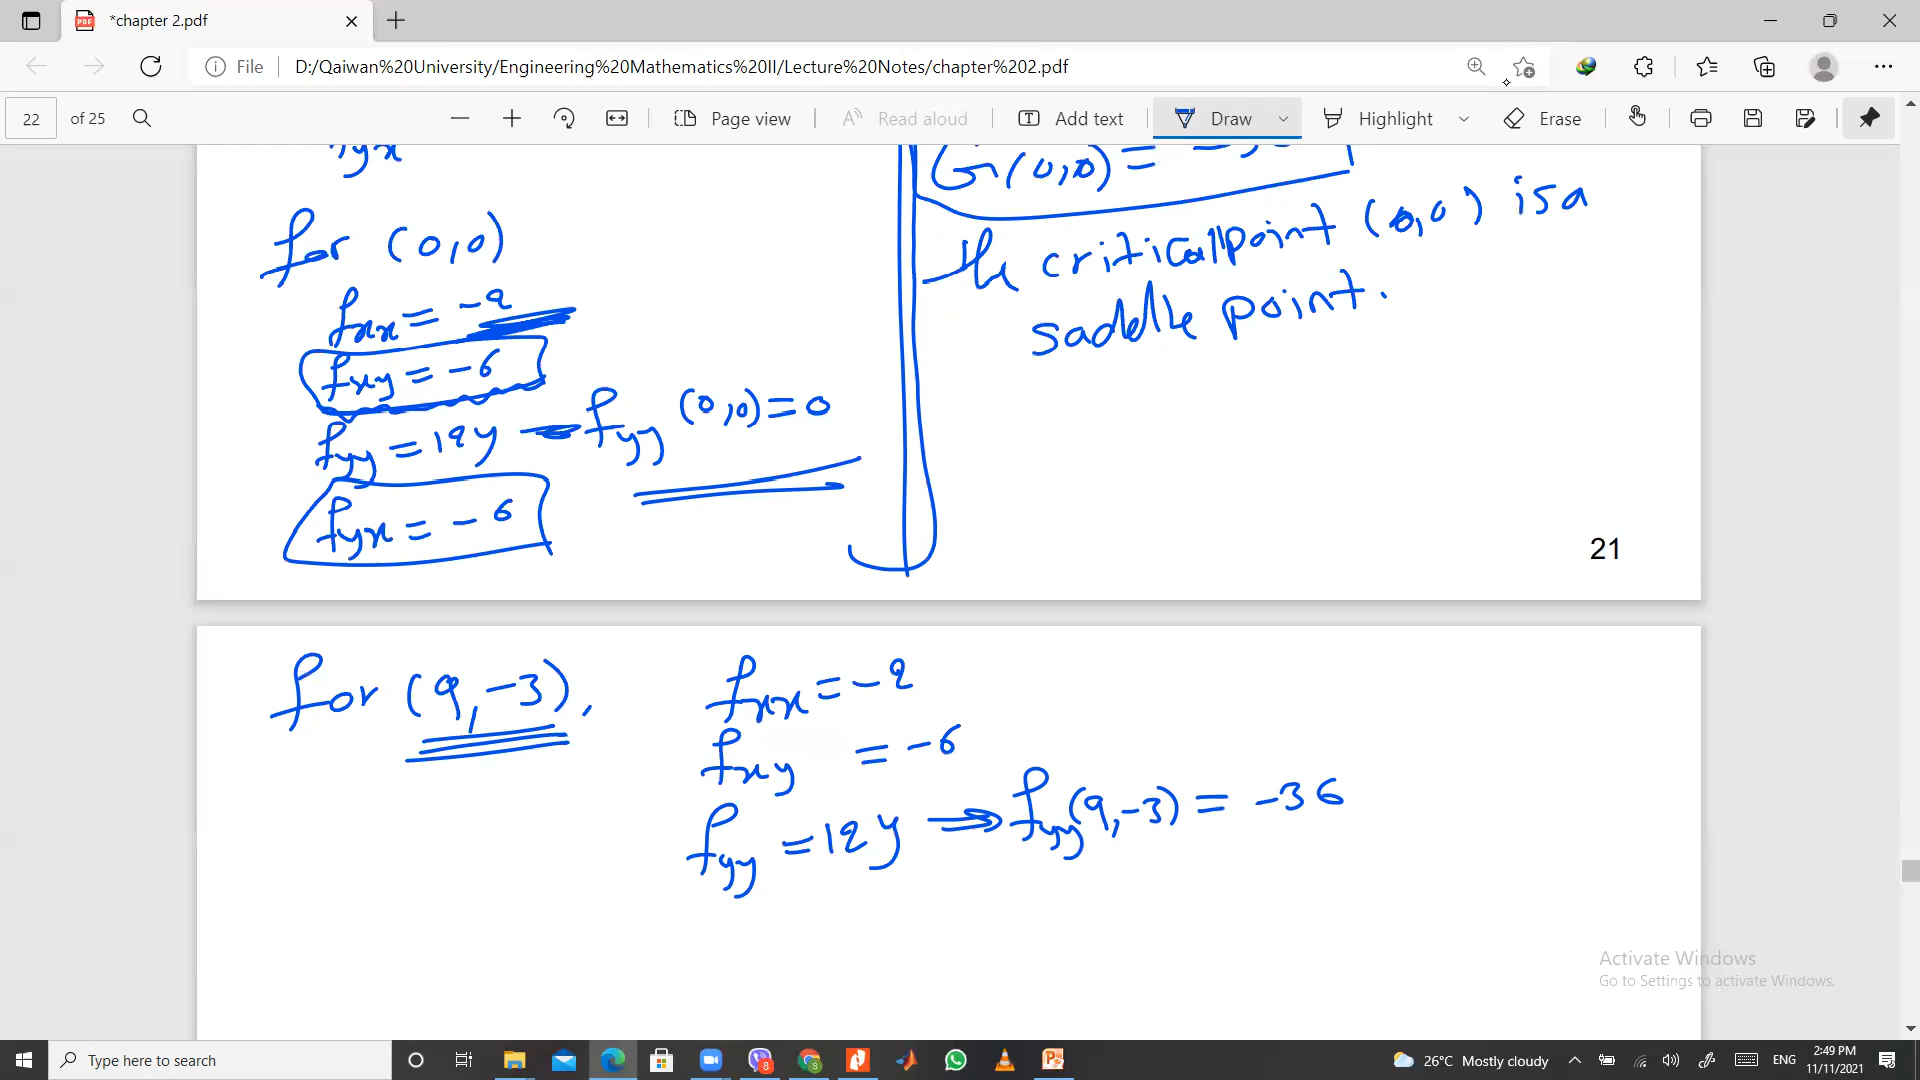 *chapter 2.pdf
File
D:/Qaiwan%20University/Engineering%20Mathematics%20II/Lecture%20Notes/chapter%202.pdf
22 of 25
Page view
Read aloud
Add text
Draw
Highlight
Erase
fyx
for (0,0)
fxx = -2
fxy = -6
fyy = 12y → fyy (0,0) = 0
fyx = -6
G(0,0) =
the critical point (0,0) is a
saddle point.
21
for (9,-3),
fxx = -2
fxy = -6
fyy = 12y → fyy(9,-3) = -36
Activate Windows
Go to Settings to activate Windows.
Type here to search
8
26°C Mostly cloudy
ENG
2:49 PM
11/11/2021